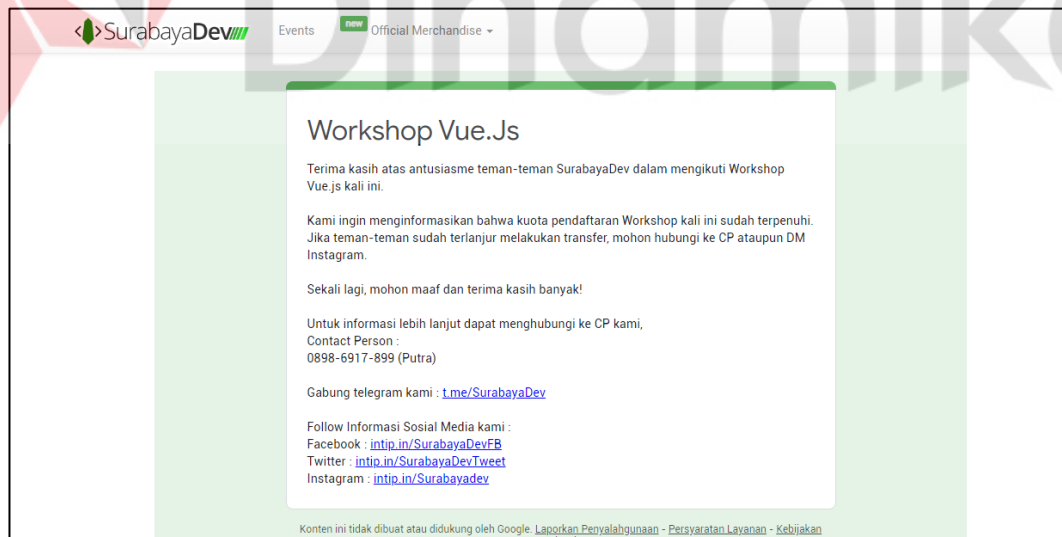 Dinamika
<>SurabayaDev
Events new Official Merchandise
Workshop Vue.Js
Terima kasih atas antusiasme teman-teman SurabayaDev dalam mengikuti Workshop
Vue.js kali ini.
Kami ingin menginformasikan bahwa kuota pendaftaran Workshop kali ini sudah terpenuhi.
Jika teman-teman sudah terlanjur melakukan transfer, mohon hubungi ke CP ataupun DM
Instagram.
Sekali lagi, mohon maaf dan terima kasih banyak!
Untuk informasi lebih lanjut dapat menghubungi ke CP kami,
Contact Person :
0898-6917-899 (Putra)
Gabung telegram kami : t.me/SurabayaDev
Follow Informasi Sosial Media kami :
Facebook : intip.in/SurabayaDevFB
Twitter : intip.in/SurabayaDevTweet
Instagram : intip.in/Surabayadev
Konten ini tidak dibuat atau didukung oleh Google. Laporkan Penyalahgunaan - Persyaratan Layanan - Kebijakan